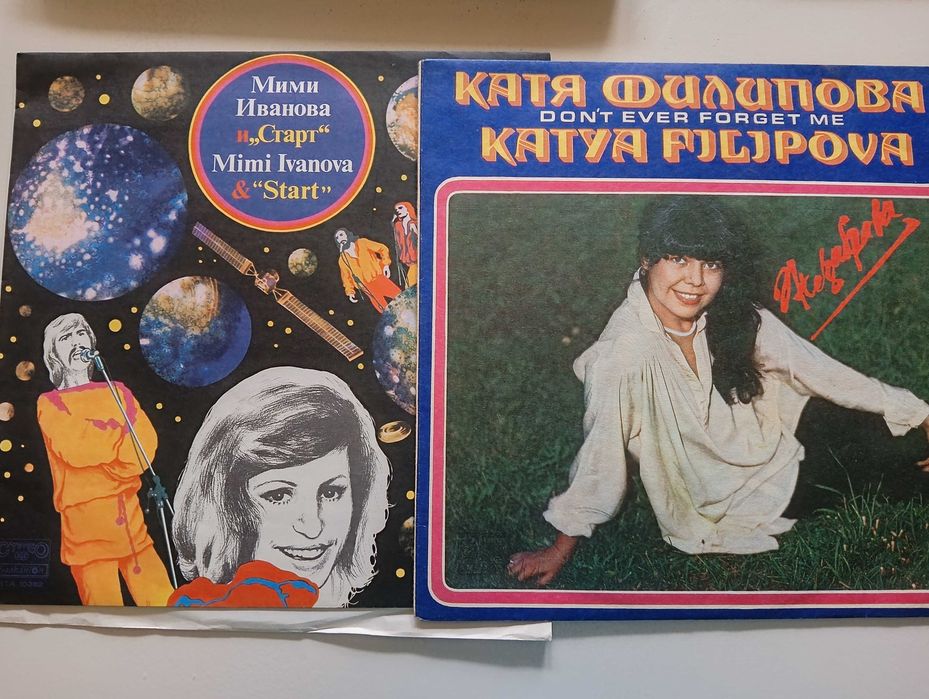 Мими
Иванова
и „Старт“
Mimi Ivanova
& “Start”
КАТЯ ФИЛИПОВА
DON'T EVER FORGET ME
KATYA FILIPOVA